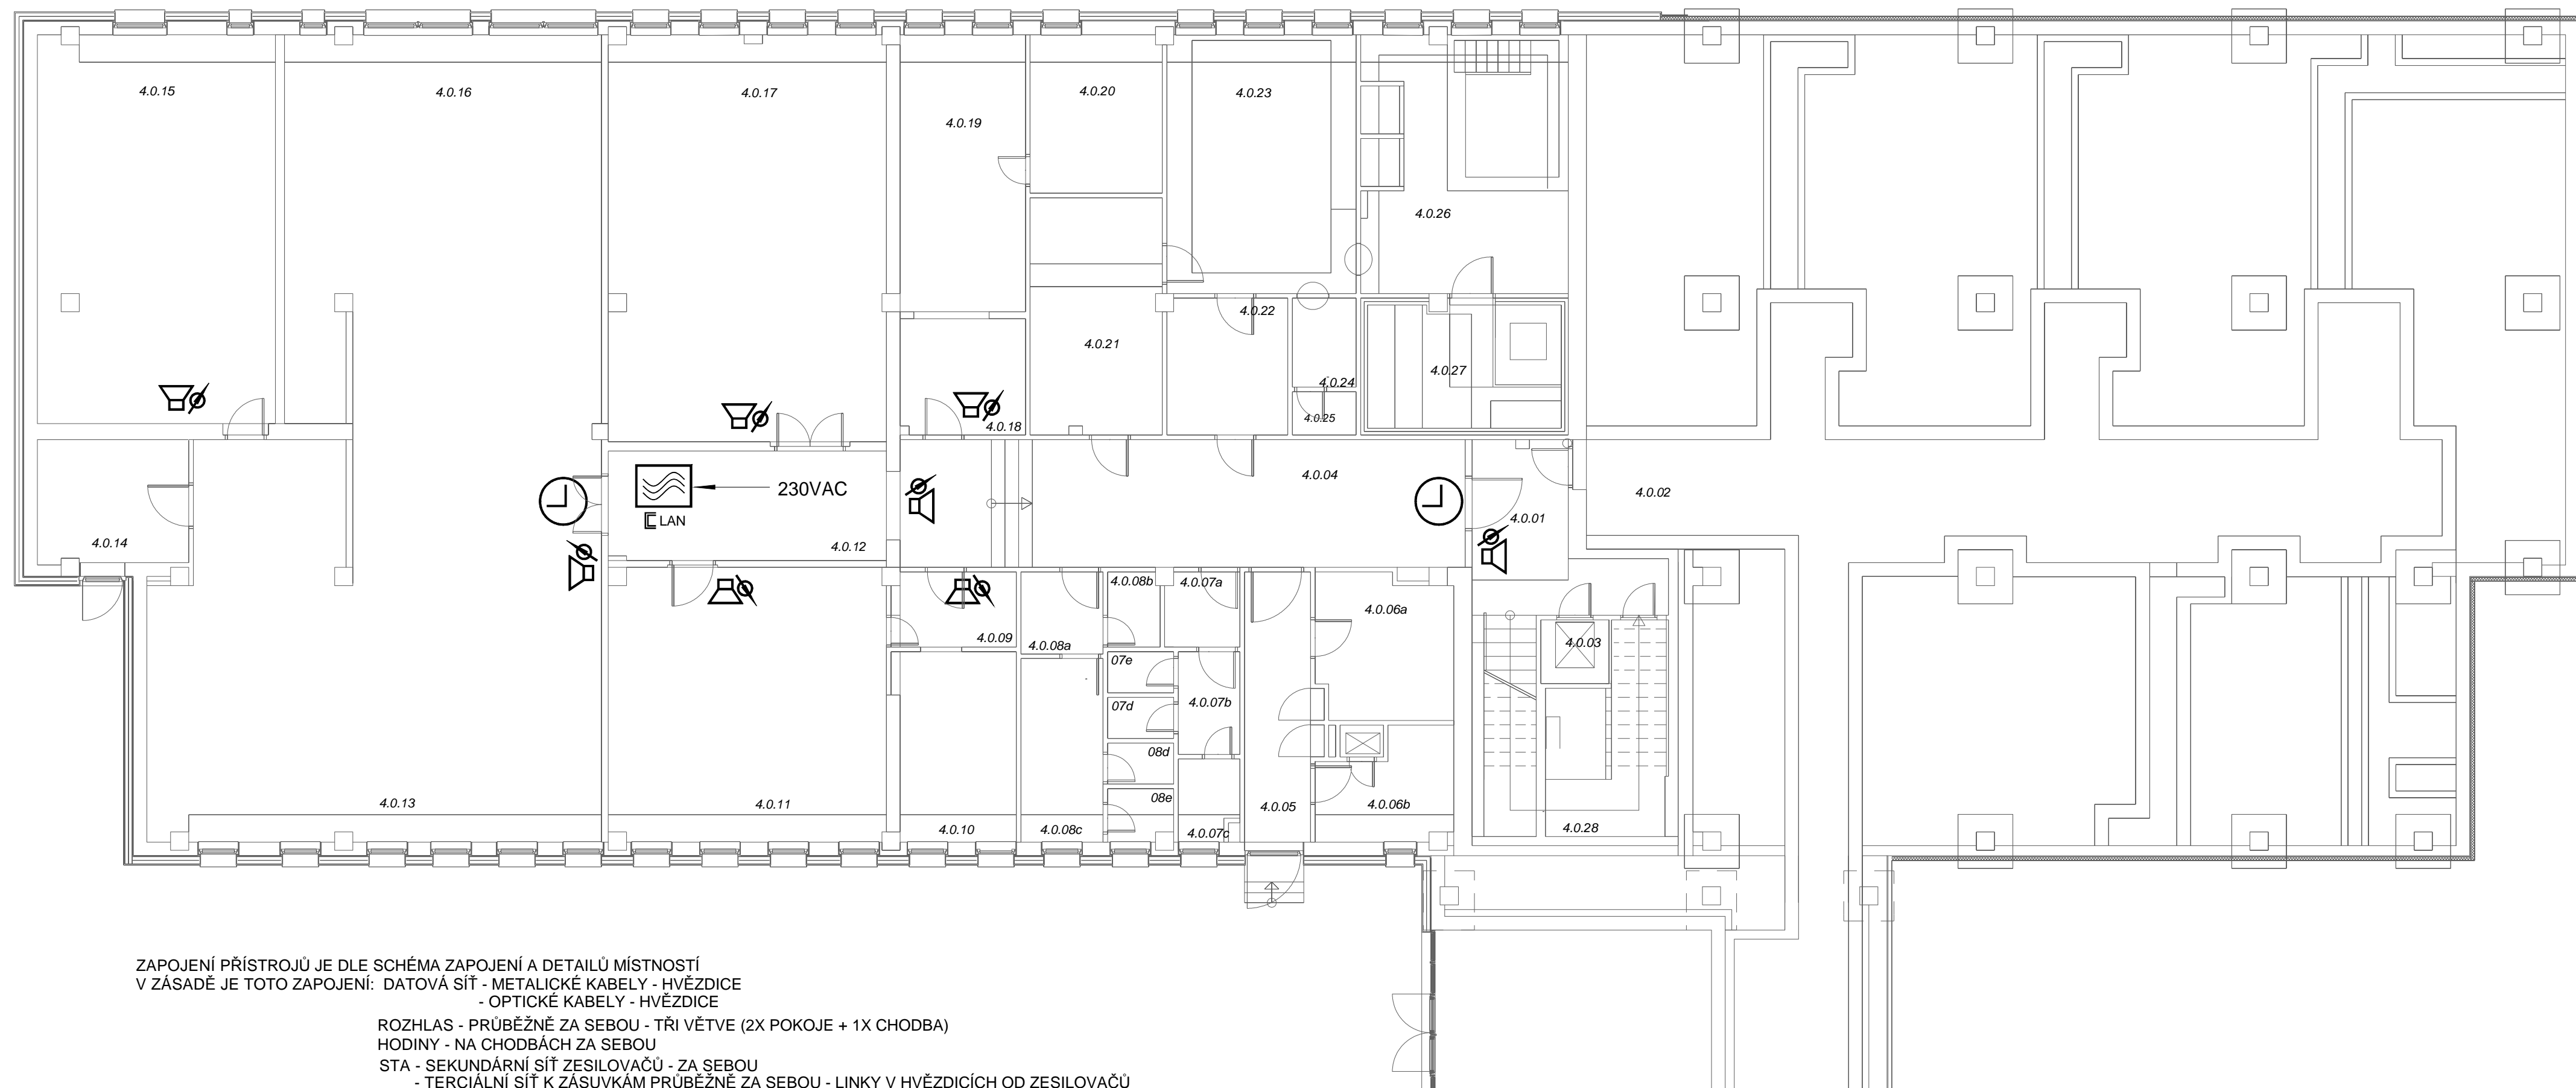 4.0.15
4.0.16
4.0.17
4.0.19
4.0.20
4.0.23
4.0.26
4.0.22
4.0.21
4.0.24
4.0.25
4.0.27
4.0.18
4.0.04
4.0.02
4.0.01
230VAC
LAN
4.0.14
4.0.12
4.0.08b
4.0.07a
4.0.06a
4.0.09
4.0.08a
4.0.03
07e
07d
4.0.07b
08d
08e
4.0.13
4.0.11
4.0.10
4.0.08c
4.0.07c
4.0.05
4.0.06b
4.0.28
ZAPOJENÍ PŘÍSTROJŮ JE DLE SCHÉMA ZAPOJENÍ A DETAILŮ MÍSTNOSTÍ
V ZÁSADĚ JE TOTO ZAPOJENÍ: DATOVÁ SÍŤ - METALICKÉ KABELY - HVĚZDICE
- OPTICKÉ KABELY - HVĚZDICE
ROZHLAS - PRŮBĚŽNĚ ZA SEBOU - TŘI VĚTVE (2X POKOJE + 1X CHODBA)
HODINY - NA CHODBÁCH ZA SEBOU
STA - SEKUNDÁRNÍ SÍŤ ZESILOVAČŮ - ZA SEBOU
- TERCIÁLNÍ SÍŤ K ZÁSUVKÁM PRŮBĚŽNĚ ZA SEBOU - LINKY V HVĚZDICÍCH OD ZESILOVAČŮ